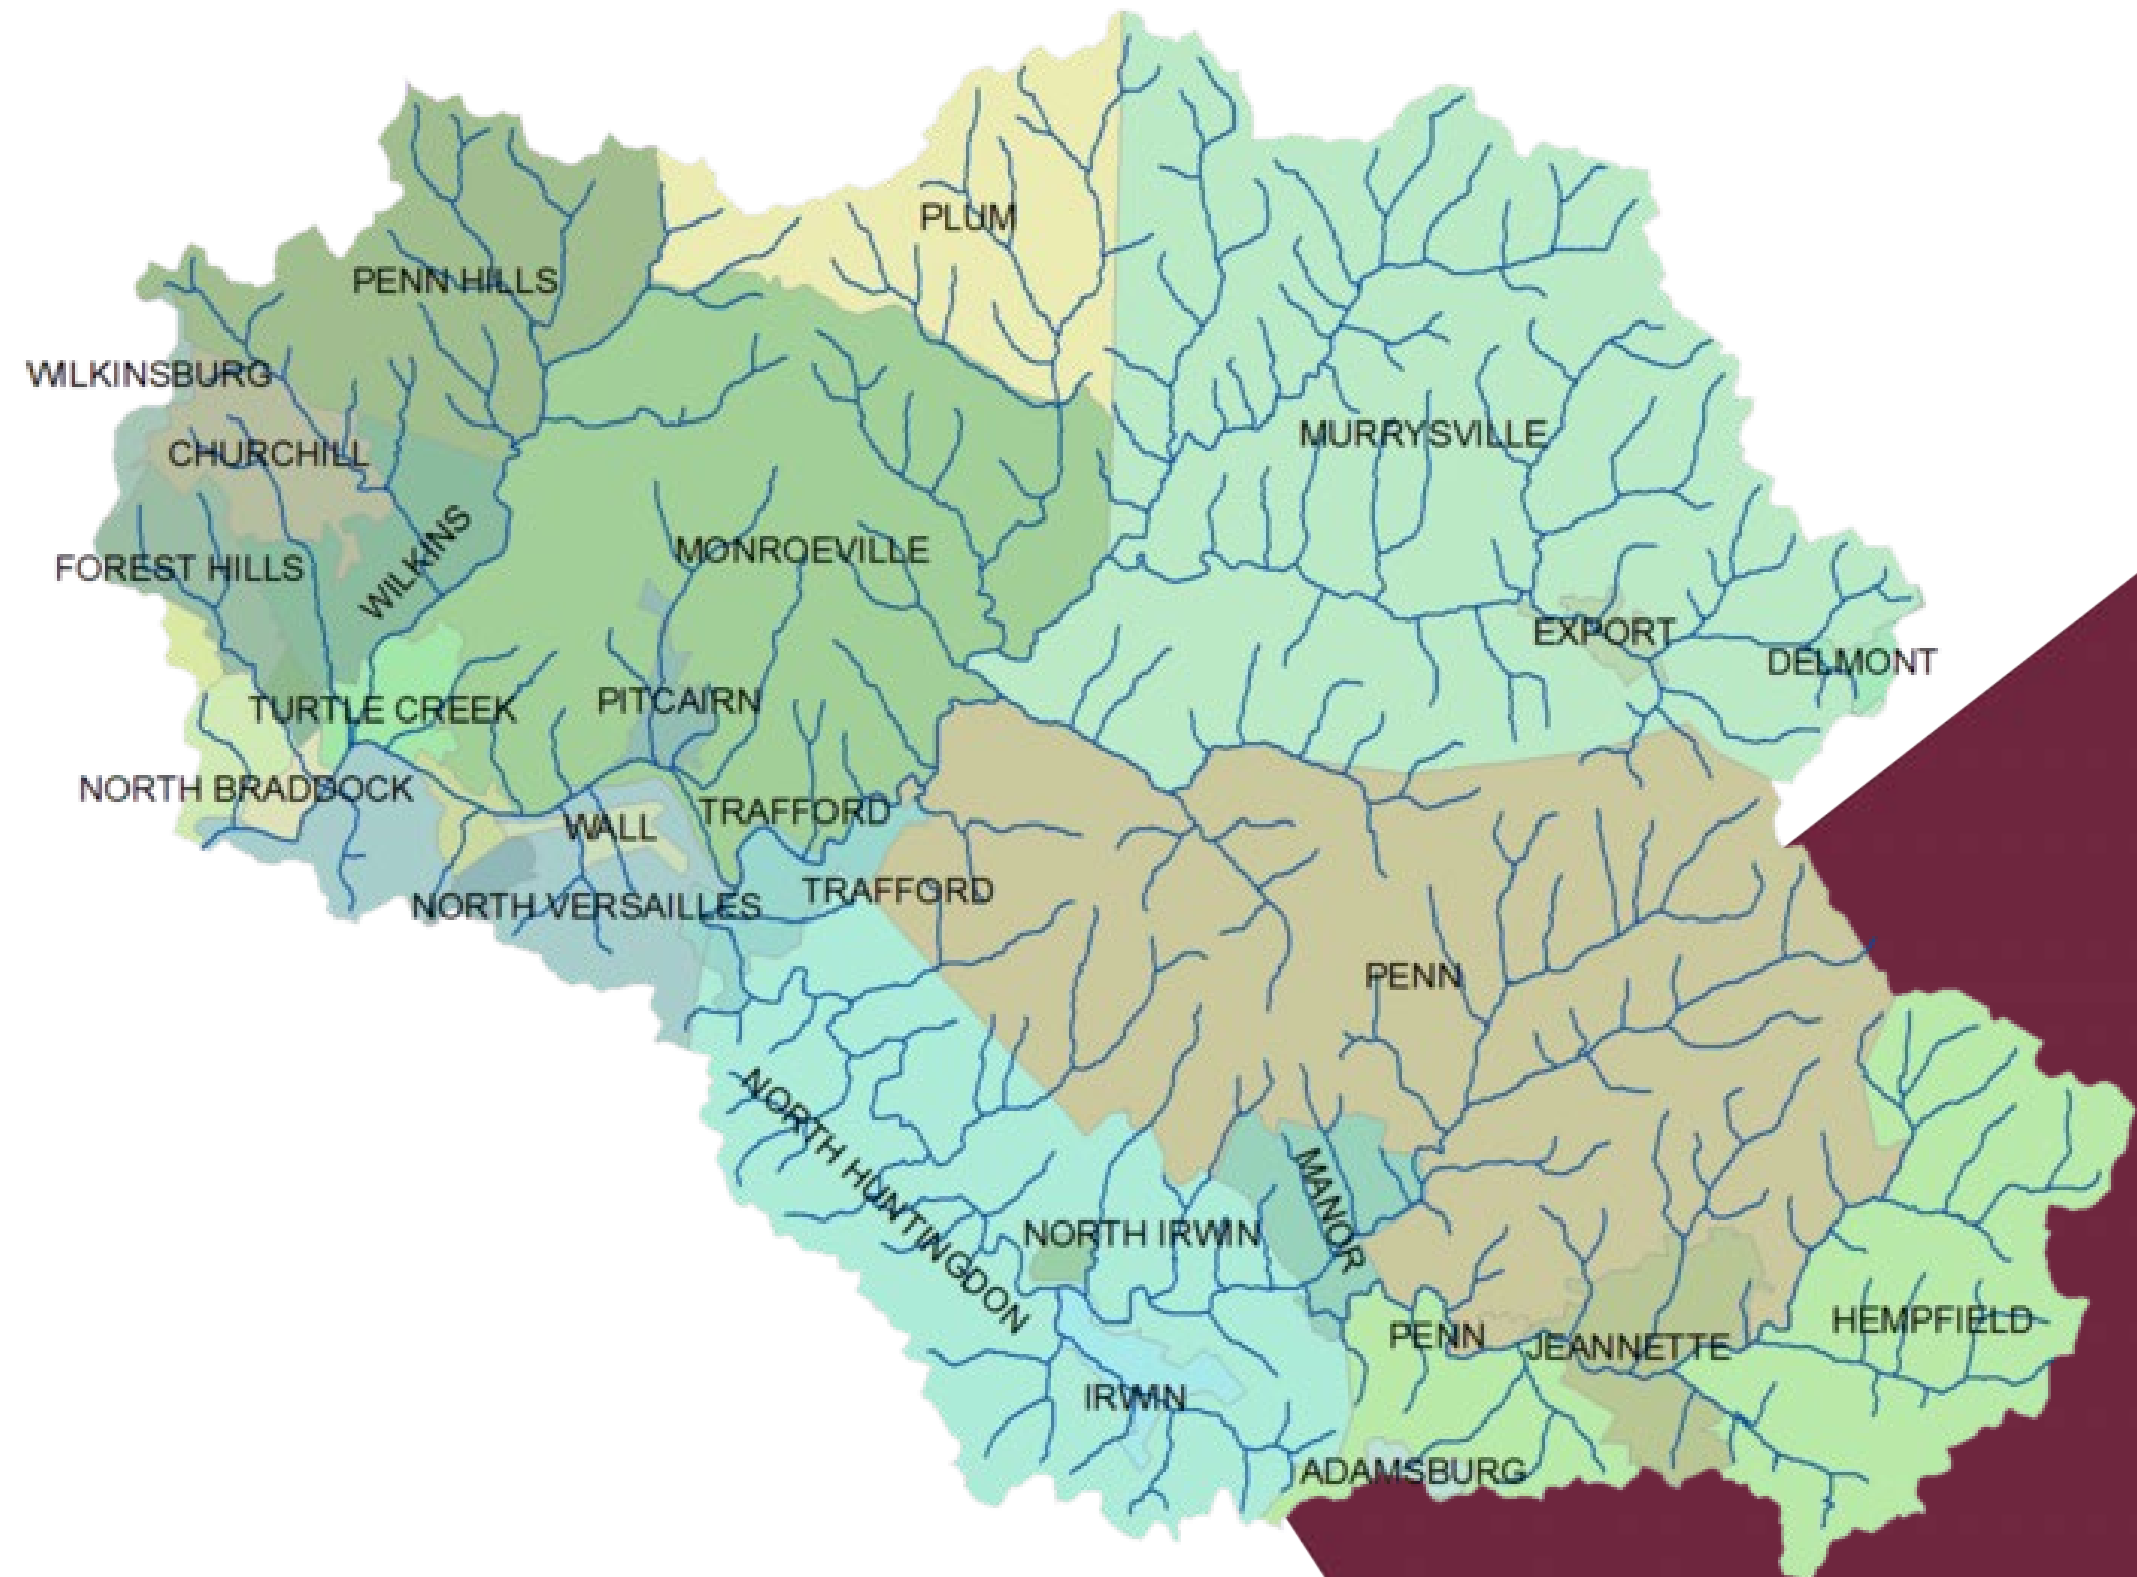 PLUM
PENN HILLS
WILKINSBURG
MURRYSVILLE
CHURCHILL
WILKINS
MONROEVILLE
FOREST HILLS
EXPORT
DELMONT
PITCAIRN
TURTLE CREEK
NORTH BRADDOCK
TRAFFORD
WALL
TRAFFORD
NORTH VERSAILLES
PENN
NORTH HUNTINGDON
MANOR
NORTH IRWIN
HEMPFIELD
PENN
JEANNETTE
IRWIN
ADAMSBURG